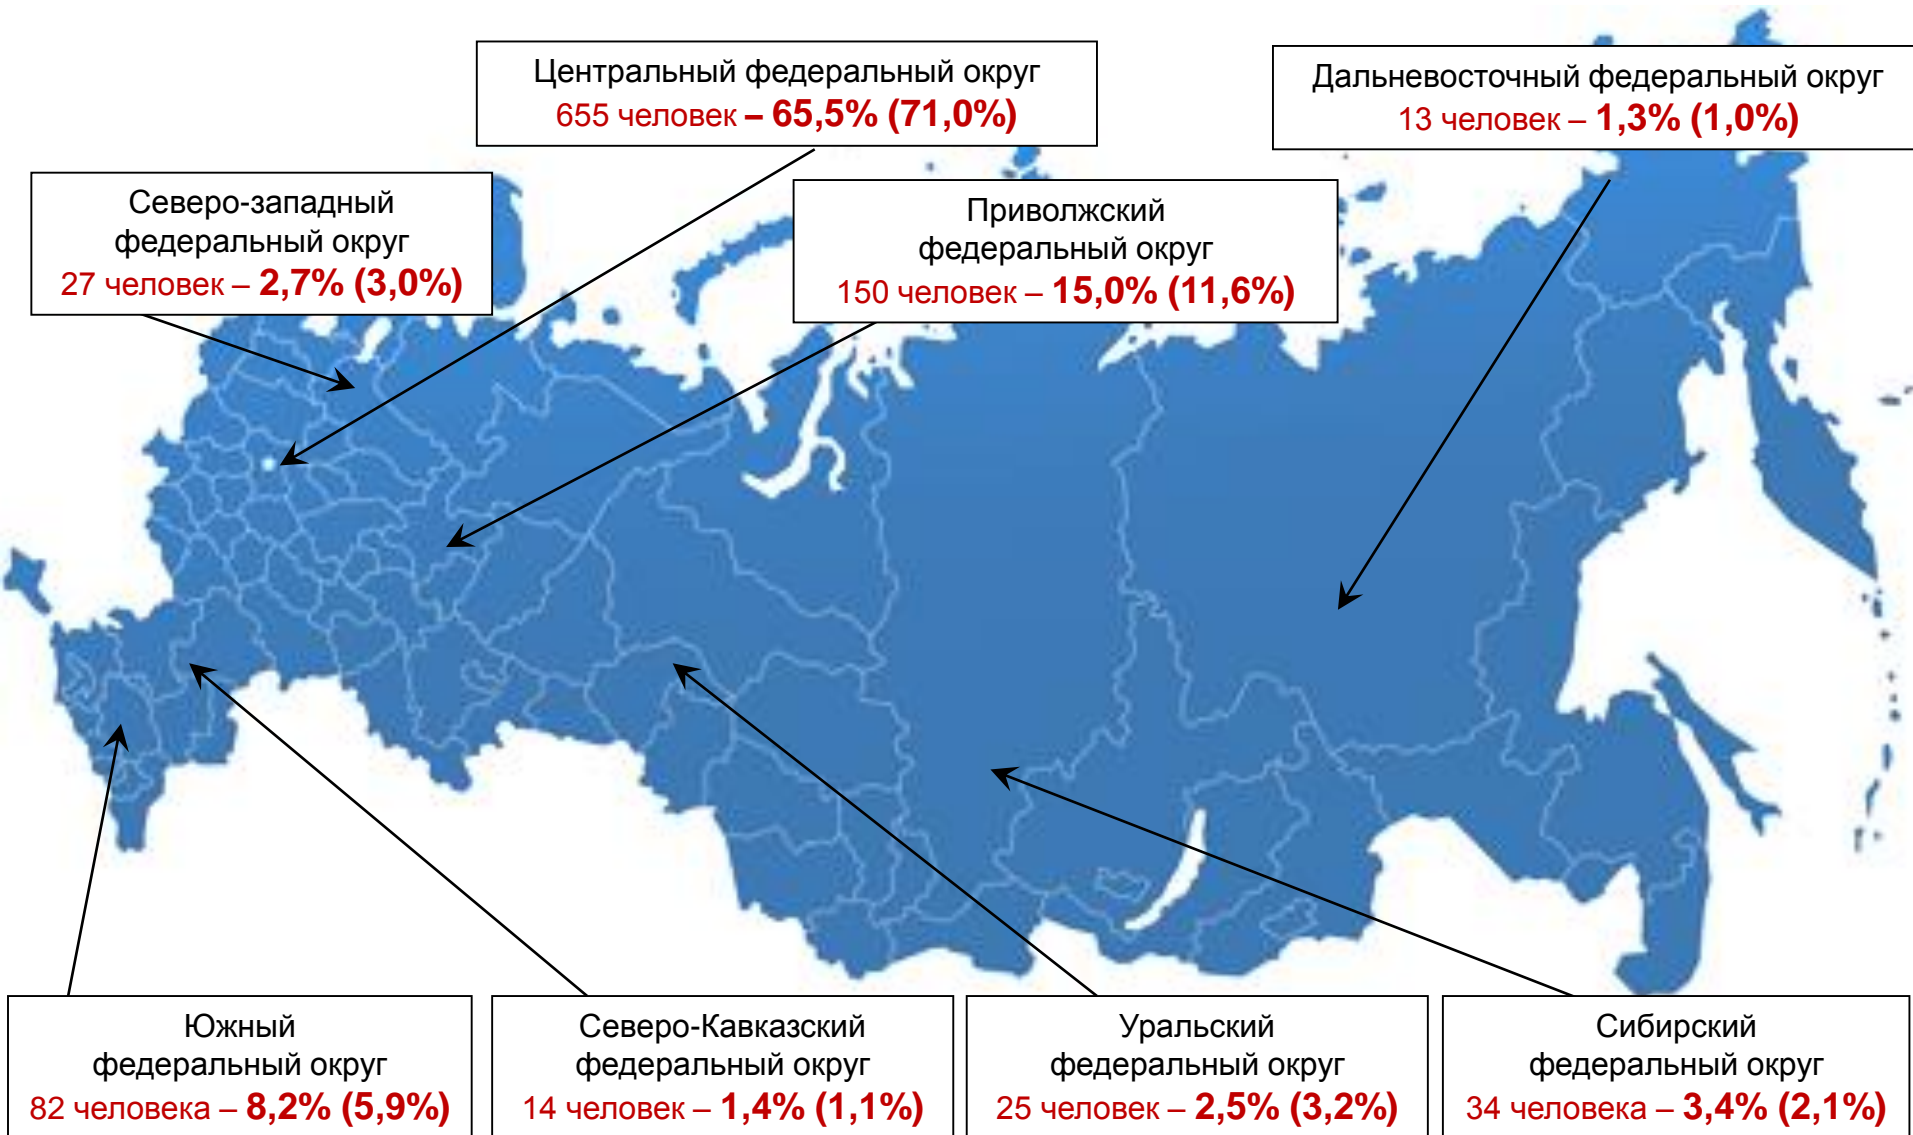 Центральный федеральный округ
655 человек – 65,5% (71,0%)
Дальневосточный федеральный округ
13 человек – 1,3% (1,0%)
Северо-западный
федеральный округ
27 человек – 2,7% (3,0%)
Приволжский
федеральный округ
150 человек – 15,0% (11,6%)
Южный
федеральный округ
82 человека – 8,2% (5,9%)
Северо-Кавказский
федеральный округ
14 человек – 1,4% (1,1%)
Уральский
федеральный округ
25 человек – 2,5% (3,2%)
Сибирский
федеральный округ
34 человека – 3,4% (2,1%)